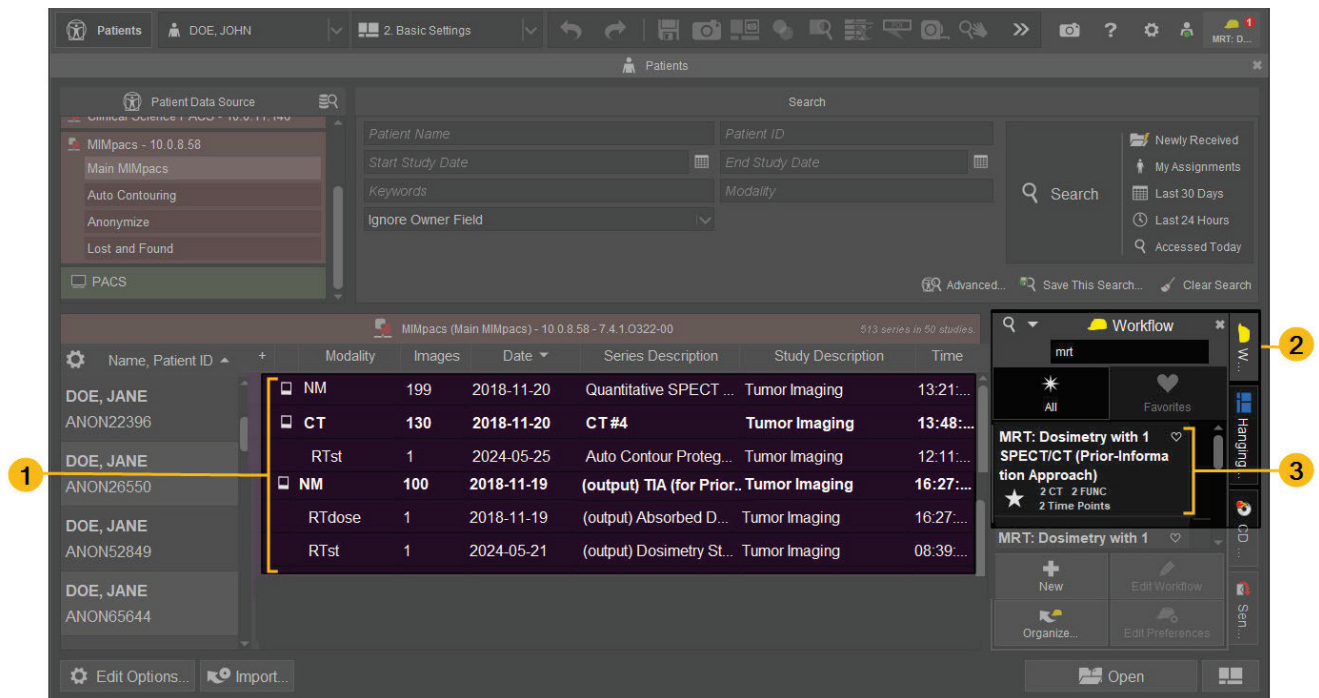 Patients DOE, JOHN 2. Basic Settings ? 1
MRT: D...
Patients
Patient Data Source
Search
Clinical Science PACS - 10.0.11.140
MIMpacs - 10.0.8.58
Main MIMpacs
Auto Contouring
Anonymize
Lost and Found
PACS
Patient Name Patient ID
Start Study Date End Study Date
Keywords Modality
Ignore Owner Field
Search
Newly Received
My Assignments
Last 30 Days
Last 24 Hours
Accessed Today
Advanced... Save This Search... Clear Search
MIMpacs (Main MIMpacs) - 10.0.8.58 - 7.4.1.O322-00 513 series in 50 studies.
Name, Patient ID + Modality Images Date Series Description Study Description Time
DOE, JANE
ANON22396
DOE, JANE
ANON26550
DOE, JANE
ANON52849
DOE, JANE
ANON65644
1
NM 199 2018-11-20 Quantitative SPECT ... Tumor Imaging 13:21:...
CT 130 2018-11-20 CT#4 Tumor Imaging 13:48:...
RTst 1 2024-05-25 Auto Contour Proteg... Tumor Imaging 12:11:...
NM 100 2018-11-19 (output) TIA (for Prior.. Tumor Imaging 16:27:...
RTdose 1 2018-11-19 (output) Absorbed D... Tumor Imaging 16:27:...
RTst 1 2024-05-21 (output) Dosimetry St... Tumor Imaging 08:39:...
Workflow
mrt
All Favorites
MRT: Dosimetry with 1
SPECT/CT (Prior-Informa
tion Approach)
2 CT 2 FUNC
2 Time Points
MRT: Dosimetry with 1
New Edit Workflow
Organize... Edit Preferences
W...
2
Hanging...
3
CD ...
Sen...
Edit Options... Import... Open